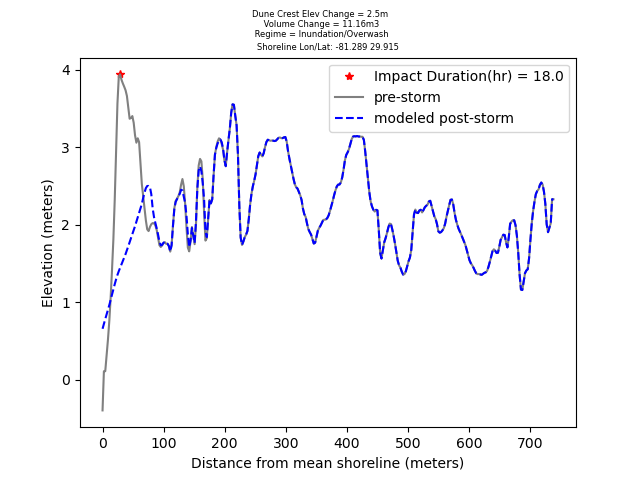 Dune Crest Elev Change = 2.5m
Volume Change = 11.16m3
Regime = Inundation/Overwash
Shoreline Lon/Lat: -81.289 29.915
Impact Duration(hr) = 18.0
pre-storm
modeled post-storm
Elevation (meters)
4
3
2
1
0
0 100 200 300 400 500 600 700
Distance from mean shoreline (meters)